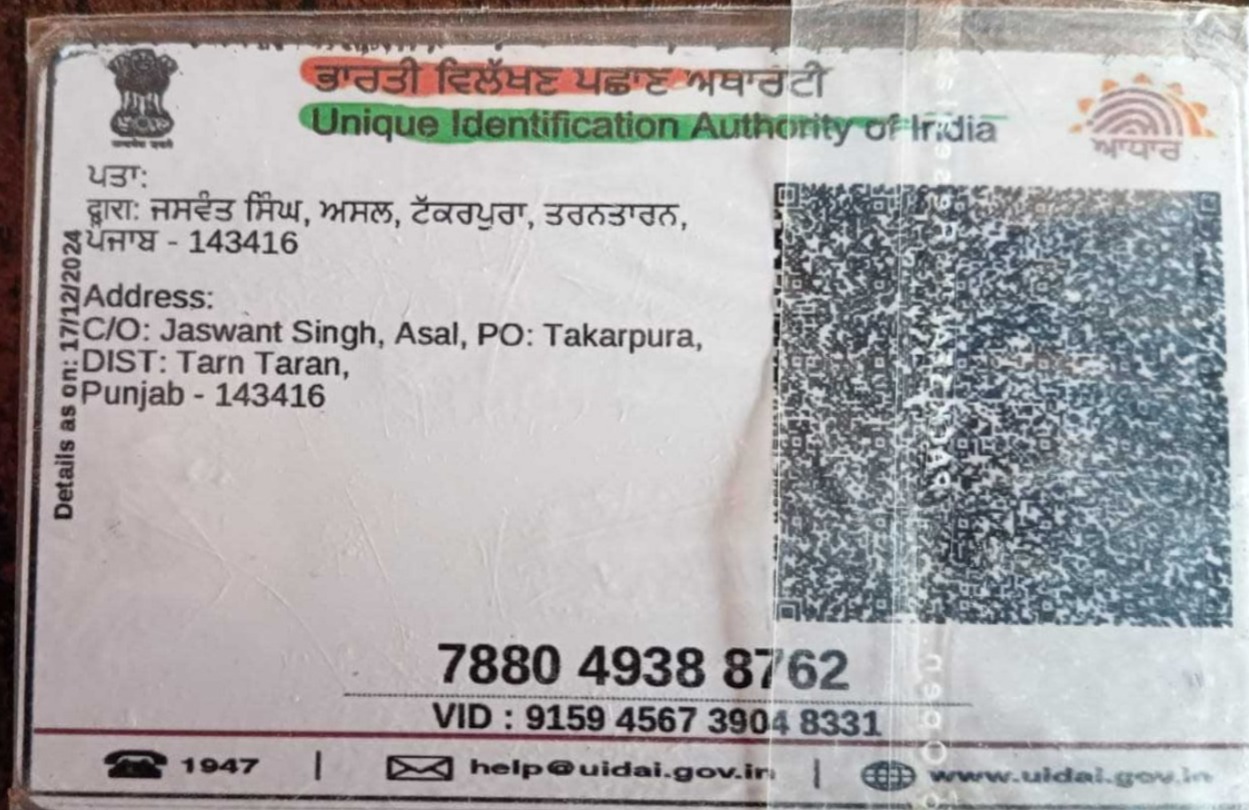 ਭਾਰਤੀ ਵਿਲੱਖਣ ਪਛਾਣ ਅਥਾਰਟੀ
Unique Identification Authority of India
ਆਧਾਰ
ਪਤਾ:
ਦੁਆਰਾ: ਜਸਵੰਤ ਸਿੰਘ, ਅਸਲ, ਟੱਕਰਪੁਰਾ, ਤਰਨਤਾਰਨ,
ਪੰਜਾਬ - 143416
Details as on: 17/12/2024
Address:
C/O: Jaswant Singh, Asal, PO: Takarpura,
DIST: Tarn Taran,
Punjab - 143416
7880 4938 8762
VID : 9159 4567 3904 8331
1947 | help@uidai.gov.in | www.uidai.gov.in